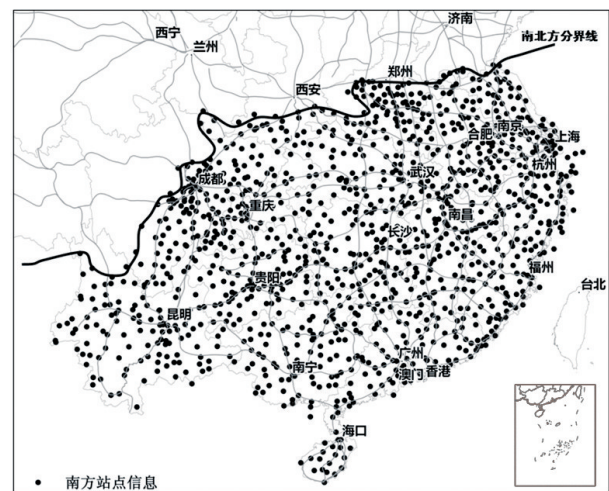 济南
西宁
兰州
南北方分界线
郑州
西安
合肥
南京
上海
杭州
成都
武汉
重庆
南昌
长沙
贵阳
福州
台北
昆明
广州
南宁
澳门
香港
海口
南方站点信息